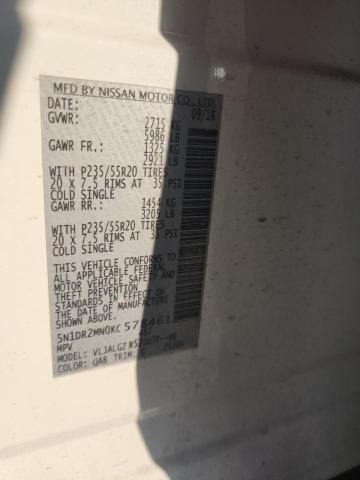 MFD BY NISSAN MOTOR CO., LTD.
DATE: 09/18
GVWR: 2715 KG
5986 LB
GAWR FR.: 1325 KG
2921 LB
WITH P235/55R20 TIRES
20 X 7.5 RIMS AT 35 PSI
COLD SINGLE
GAWR RR.: 1454 KG
3205 LB
WITH P235/55R20 TIRES
20 X 7.5 RIMS AT 35 PSI
COLD SINGLE
THIS VEHICLE CONFORMS TO
ALL APPLICABLE FEDERAL
MOTOR VEHICLE SAFETY AND
THEFT PREVENTION
STANDARDS IN EFFECT ON
THE DATE OF MANUFACTURE
SHOWN ABOVE.
5N1DR2MN0KC578461
MPV
MODEL: VLJALGZ
COLOR: QAB TRIM: G